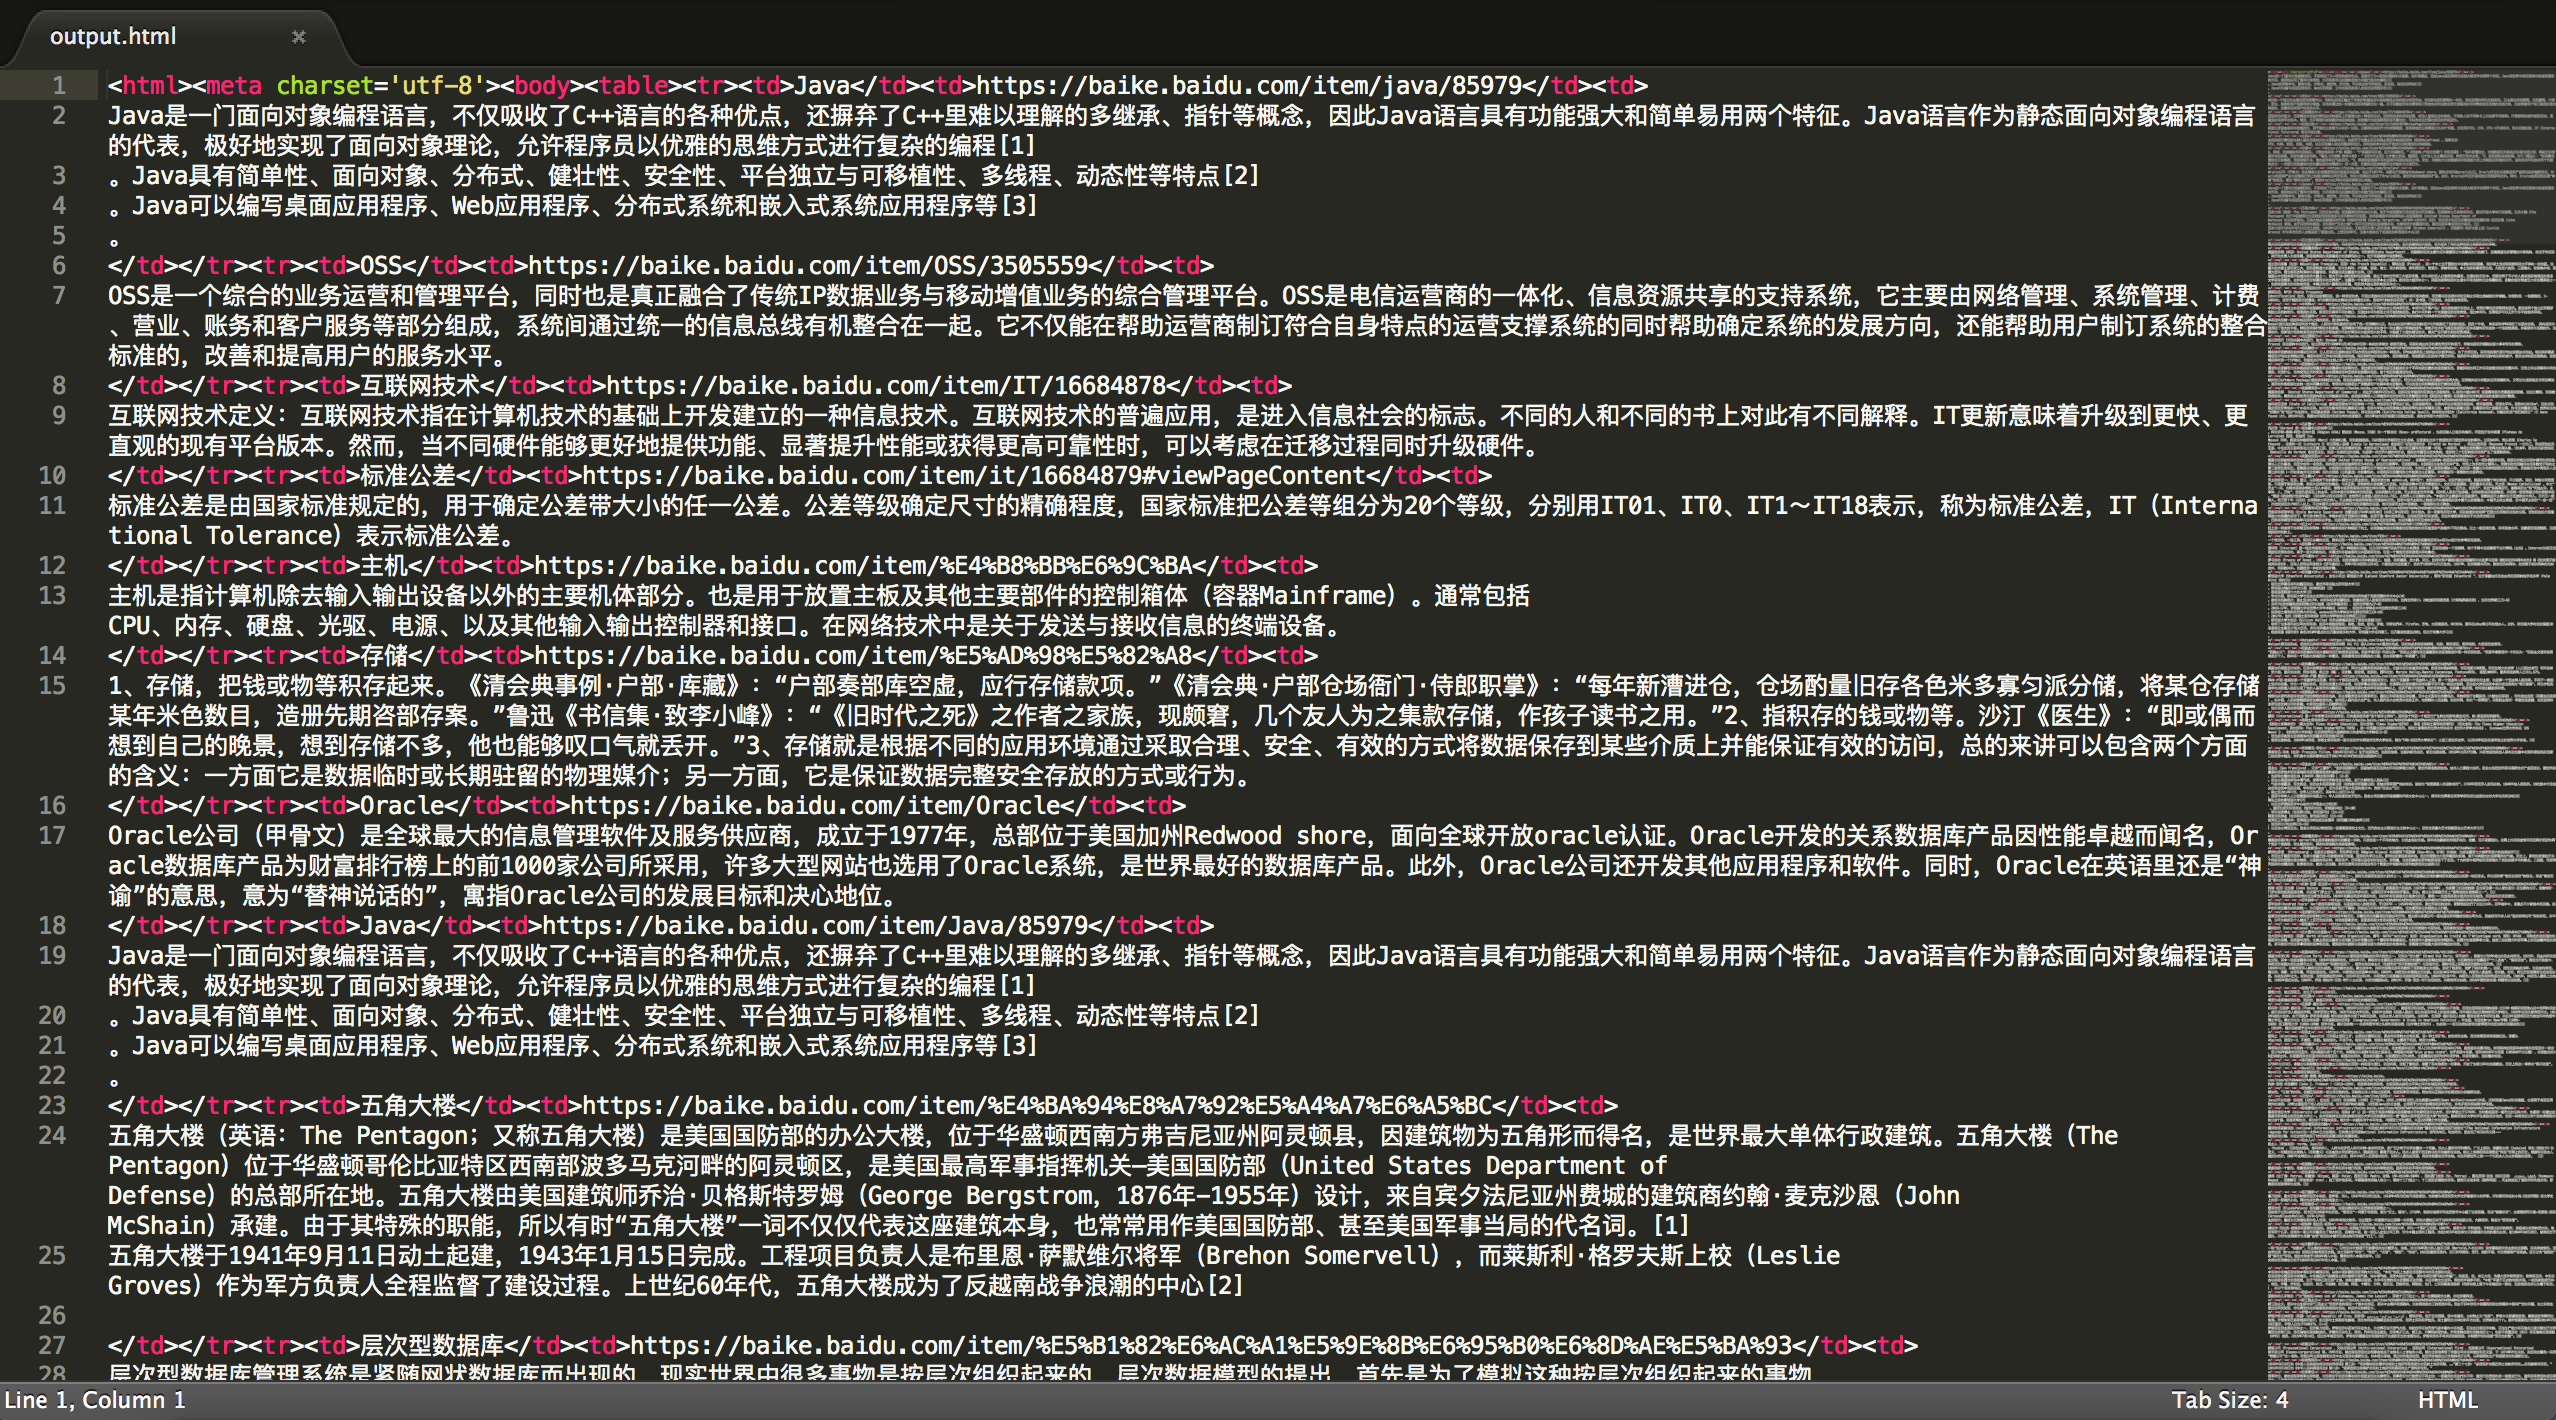 output.html ×
1 <html><meta charset='utf-8'><body><table><tr><td>Java</td><td>https://baike.baidu.com/item/java/85979</td><td>
2 Java是一门面向对象编程语言，不仅吸收了C++语言的各种优点，还摒弃了C++里难以理解的多继承、指针等概念，因此Java语言具有功能强大和简单易用两个特征。Java语言作为静态面向对象编程语言
的代表，极好地实现了面向对象理论，允许程序员以优雅的思维方式进行复杂的编程[1]
3 。Java具有简单性、面向对象、分布式、健壮性、安全性、平台独立与可移植性、多线程、动态性等特点[2]
4 。Java可以编写桌面应用程序、Web应用程序、分布式系统和嵌入式系统应用程序等[3]
5 。
6 </td></tr><tr><td>OSS</td><td>https://baike.baidu.com/item/OSS/3505559</td><td>
7 OSS是一个综合的业务运营和管理平台，同时也是真正融合了传统IP数据业务与移动增值业务的综合管理平台。OSS是电信运营商的一体化、信息资源共享的支持系统，它主要由网络管理、系统管理、计费
、营业、账务和客户服务等部分组成，系统间通过统一的信息总线有机整合在一起。它不仅能在帮助运营商制订符合自身特点的运营支撑系统的同时帮助确定系统的发展方向，还能帮助用户制订系统的整合
标准的，改善和提高用户的服务水平。
8 </td></tr><tr><td>互联网技术</td><td>https://baike.baidu.com/item/IT/16684878</td><td>
9 互联网技术定义：互联网技术指在计算机技术的基础上开发建立的一种信息技术。互联网技术的普遍应用，是进入信息社会的标志。不同的人和不同的书上对此有不同解释。IT更新意味着升级到更快、更
直观的现有平台版本。然而，当不同硬件能够更好地提供功能、显著提升性能或获得更高可靠性时，可以考虑在迁移过程同时升级硬件。
10 </td></tr><tr><td>标准公差</td><td>https://baike.baidu.com/item/it/16684879#viewPageContent</td><td>
11 标准公差是由国家标准规定的，用于确定公差带大小的任一公差。公差等级确定尺寸的精确程度，国家标准把公差等组分为20个等级，分别用IT01、IT0、IT1～IT18表示，称为标准公差，IT（Interna
tional Tolerance）表示标准公差。
12 </td></tr><tr><td>主机</td><td>https://baike.baidu.com/item/%E4%B8%BB%E6%9C%BA</td><td>
13 主机是指计算机除去输入输出设备以外的主要机体部分。也是用于放置主板及其他主要部件的控制箱体（容器Mainframe）。通常包括
CPU、内存、硬盘、光驱、电源、以及其他输入输出控制器和接口。在网络技术中是关于发送与接收信息的终端设备。
14 </td></tr><tr><td>存储</td><td>https://baike.baidu.com/item/%E5%AD%98%E5%82%A8</td><td>
15 1、存储，把钱或物等积存起来。《清会典事例·户部·库藏》：“户部奏部库空虚，应行存储款项。”《清会典·户部仓场衙门·侍郎职掌》：“每年新漕进仓，仓场酌量旧存各色米多寡匀派分储，将某仓存储
某年米色数目，造册先期咨部存案。”鲁迅《书信集·致李小峰》：“《旧时代之死》之作者之家族，现颇窘，几个友人为之集款存储，作孩子读书之用。”2、指积存的钱或物等。沙汀《医生》：“即或偶而
想到自己的晚景，想到存储不多，他也能够叹口气就丢开。”3、存储就是根据不同的应用环境通过采取合理、安全、有效的方式将数据保存到某些介质上并能保证有效的访问，总的来讲可以包含两个方面
的含义：一方面它是数据临时或长期驻留的物理媒介；另一方面，它是保证数据完整安全存放的方式或行为。
16 </td></tr><tr><td>Oracle</td><td>https://baike.baidu.com/item/Oracle</td><td>
17 Oracle公司（甲骨文）是全球最大的信息管理软件及服务供应商，成立于1977年，总部位于美国加州Redwood shore，面向全球开放oracle认证。Oracle开发的关系数据库产品因性能卓越而闻名，Or
acle数据库产品为财富排行榜上的前1000家公司所采用，许多大型网站也选用了Oracle系统，是世界最好的数据库产品。此外，Oracle公司还开发其他应用程序和软件。同时，Oracle在英语里还是“神
谕”的意思，意为“替神说话的”，寓指Oracle公司的发展目标和决心地位。
18 </td></tr><tr><td>Java</td><td>https://baike.baidu.com/item/Java/85979</td><td>
19 Java是一门面向对象编程语言，不仅吸收了C++语言的各种优点，还摒弃了C++里难以理解的多继承、指针等概念，因此Java语言具有功能强大和简单易用两个特征。Java语言作为静态面向对象编程语言
的代表，极好地实现了面向对象理论，允许程序员以优雅的思维方式进行复杂的编程[1]
20 。Java具有简单性、面向对象、分布式、健壮性、安全性、平台独立与可移植性、多线程、动态性等特点[2]
21 。Java可以编写桌面应用程序、Web应用程序、分布式系统和嵌入式系统应用程序等[3]
22 。
23 </td></tr><tr><td>五角大楼</td><td>https://baike.baidu.com/item/%E4%BA%94%E8%A7%92%E5%A4%A7%E6%A5%BC</td><td>
24 五角大楼（英语：The Pentagon；又称五角大楼）是美国国防部的办公大楼，位于华盛顿西南方弗吉尼亚州阿灵顿县，因建筑物为五角形而得名，是世界最大单体行政建筑。五角大楼（The
Pentagon）位于华盛顿哥伦比亚特区西南部波多马克河畔的阿灵顿区，是美国最高军事指挥机关—美国国防部（United States Department of
Defense）的总部所在地。五角大楼由美国建筑师乔治·贝格斯特罗姆（George Bergstrom，1876年-1955年）设计，来自宾夕法尼亚州费城的建筑商约翰·麦克沙恩（John
McShain）承建。由于其特殊的职能，所以有时“五角大楼”一词不仅仅代表这座建筑本身，也常常用作美国国防部、甚至美国军事当局的代名词。[1]
25 五角大楼于1941年9月11日动土起建，1943年1月15日完成。工程项目负责人是布里恩·萨默维尔将军（Brehon Somervell），而莱斯利·格罗夫斯上校（Leslie
Groves）作为军方负责人全程监督了建设过程。上世纪60年代，五角大楼成为了反越南战争浪潮的中心[2]
26
27 </td></tr><tr><td>层次型数据库</td><td>https://baike.baidu.com/item/%E5%B1%82%E6%AC%A1%E5%9E%8B%E6%95%B0%E6%8D%AE%E5%BA%93</td><td>
28 层次型数据库管理系统是紧随网状数据库而出现的，现实世界中很多事物是按层次组织起来的，层次数据模型的提出，首先是为了模拟这种按层次组织起来的事物
Line 1, Column 1 Tab Size: 4 HTML